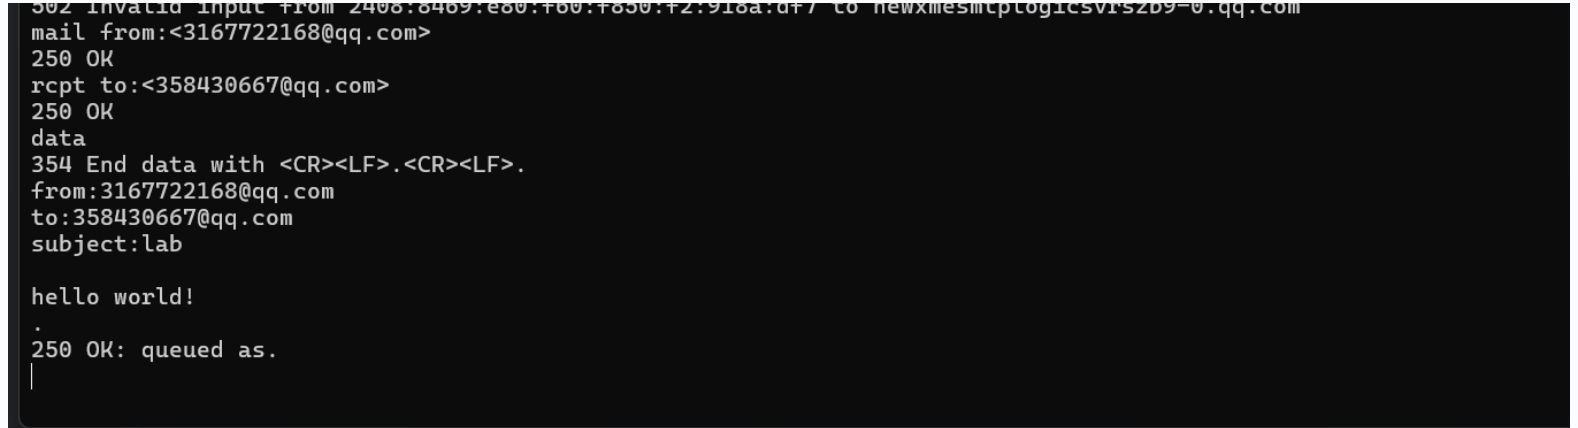 502 Invalid input from 2408:8469:e80:f60:f850:f2:918a:df7 to newxmesmtplogicsvrszb9-0.qq.com
mail from:<3167722168@qq.com>
250 OK
rcpt to:<358430667@qq.com>
250 OK
data
354 End data with <CR><LF>.<CR><LF>.
from:3167722168@qq.com
to:358430667@qq.com
subject:lab
hello world!
.
250 OK: queued as.